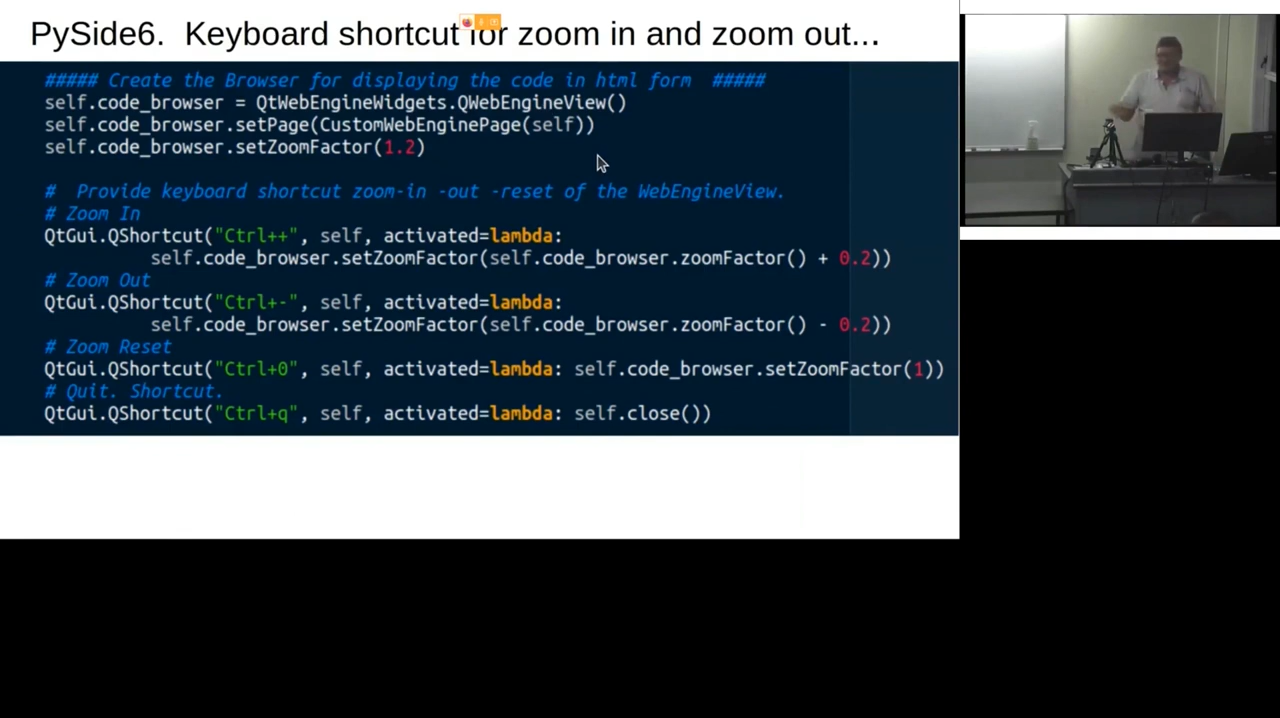 PySide6.  Keyboard shortcut for zoom in and zoom out...
##### Create the Browser for displaying the code in html form  #####
self.code_browser = QtWebEngineWidgets.QWebEngineView()
self.code_browser.setPage(CustomWebEnginePage(self))
self.code_browser.setZoomFactor(1.2)
#  Provide keyboard shortcut zoom-in -out -reset of the WebEngineView.
# Zoom In
QtGui.QShortcut("Ctrl++", self, activated=lambda:
self.code_browser.setZoomFactor(self.code_browser.zoomFactor() + 0.2))
# Zoom Out
QtGui.QShortcut("Ctrl+-", self, activated=lambda:
self.code_browser.setZoomFactor(self.code_browser.zoomFactor() - 0.2))
# Zoom Reset
QtGui.QShortcut("Ctrl+0", self, activated=lambda: self.code_browser.setZoomFactor(1))
# Quit. Shortcut.
QtGui.QShortcut("Ctrl+q", self, activated=lambda: self.close())